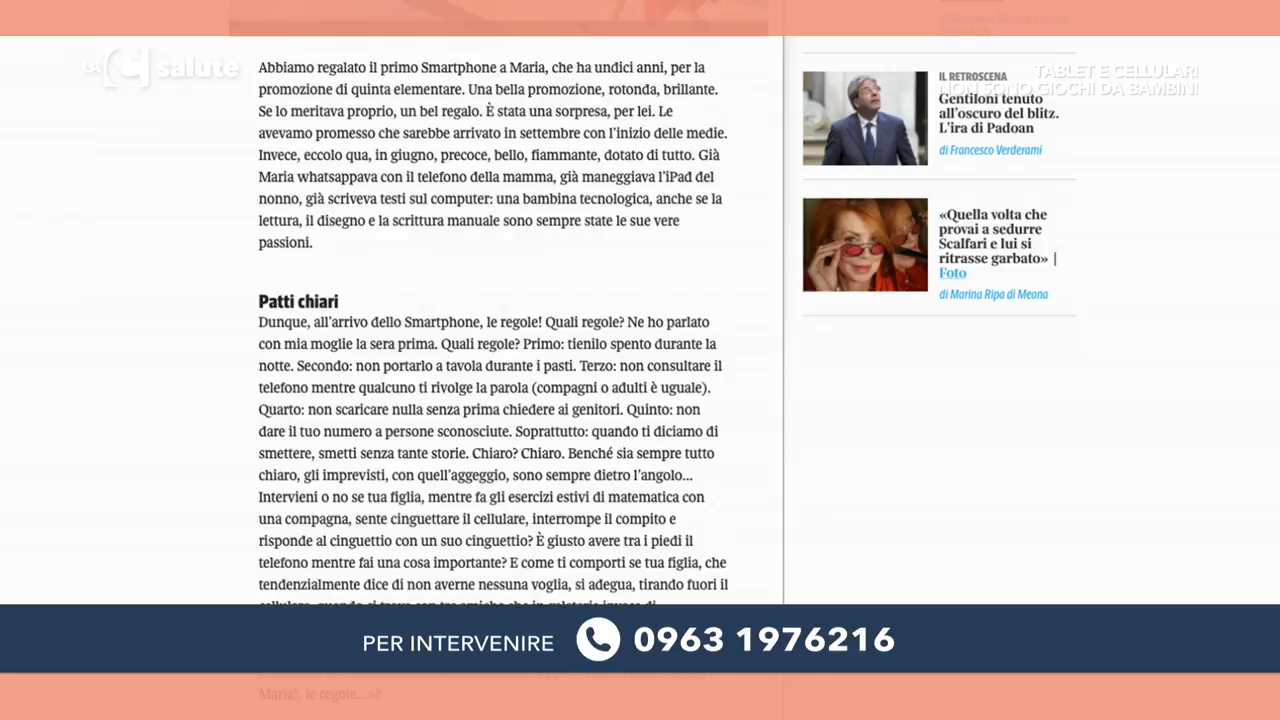 LA C salute
TABLET E CELLULARI
NON SONO GIOCHI DA BAMBINI
Abbiamo regalato il primo Smartphone a Maria, che ha undici anni, per la
promozione di quinta elementare. Una bella promozione, rotonda, brillante.
Se lo meritava proprio, un bel regalo. È stata una sorpresa, per lei. Le
avevamo promesso che sarebbe arrivato in settembre con l'inizio delle medie.
Invece, eccolo qua, in giugno, precoce, bello, fiammante, dotato di tutto. Già
Maria whatsappava con il telefono della mamma, già maneggiava l'iPad del
nonno, già scriveva testi sul computer: una bambina tecnologica, anche se la
lettura, il disegno e la scrittura manuale sono sempre state le sue vere
passioni.
Patti chiari
Dunque, all'arrivo dello Smartphone, le regole! Quali regole? Ne ho parlato
con mia moglie la sera prima. Quali regole? Primo: tienilo spento durante la
notte. Secondo: non portarlo a tavola durante i pasti. Terzo: non consultare il
telefono mentre qualcuno ti rivolge la parola (compagni o adulti è uguale).
Quarto: non scaricare nulla senza prima chiedere ai genitori. Quinto: non
dare il tuo numero a persone sconosciute. Soprattutto: quando ti diciamo di
smettere, smetti senza tante storie. Chiaro? Chiaro. Benché sia sempre tutto
chiaro, gli imprevisti, con quell'aggeggio, sono sempre dietro l'angolo...
Intervieni o no se tua figlia, mentre fa gli esercizi estivi di matematica con
una compagna, sente cinguettare il cellulare, interrompe il compito e
risponde al cinguettio con un suo cinguettio? È giusto avere tra i piedi il
telefono mentre fai una cosa importante? E come ti comporti se tua figlia, che
tendenzialmente dice di non averne nessuna voglia, si adegua, tirando fuori il
Maria!, le regole...»?
IL RETROSCENA
Gentiloni tenuto
all'oscuro del blitz.
L'ira di Padoan
di Francesco Verderami
«Quella volta che
provai a sedurre
Scalfari e lui si
ritrasse garbato» |
Foto
di Marina Ripa di Meana
PER INTERVENIRE 0963 1976216